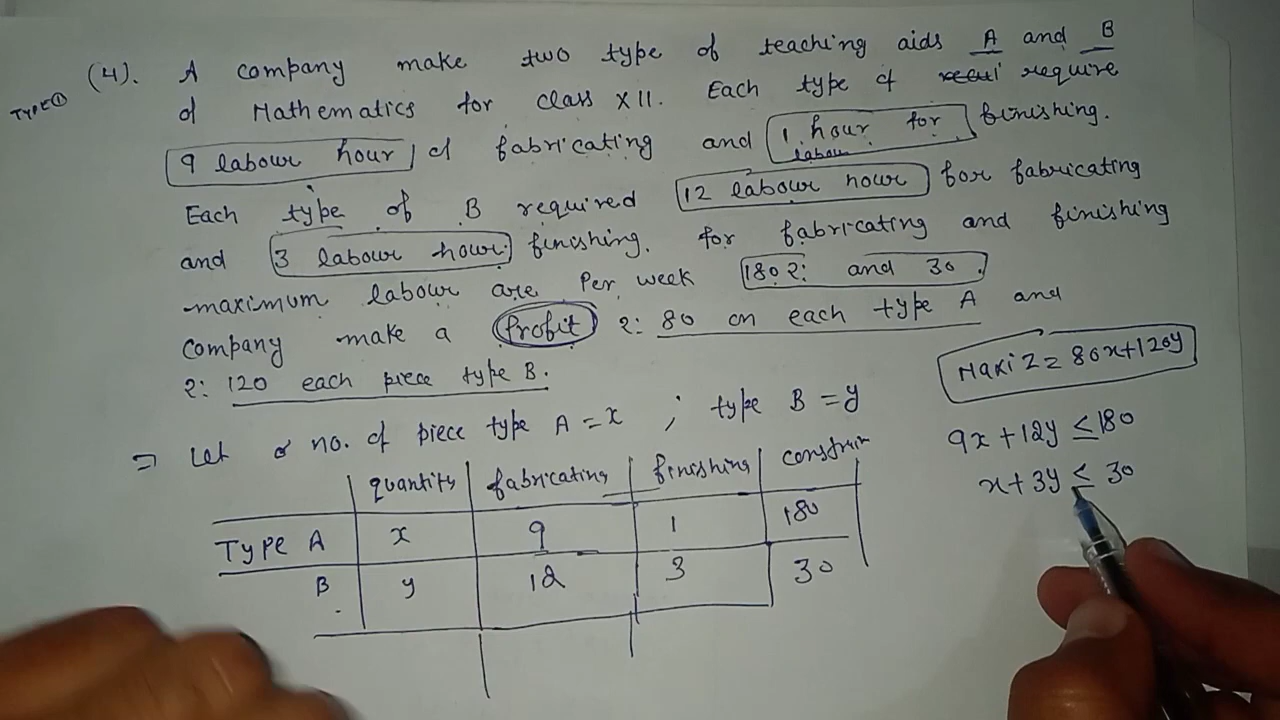 TYPE①
(4). A company make two type of teaching aids A and B
of Mathematics for class XII. Each type of require
9 labour hour of fabricating and 1 labour hour for finishing.
Each type of B required 12 labour hour for fabricating
and 3 labour hour finishing. for fabricating and finishing
maximum labour are per week 180 2: and 30.
company make a Profit 2: 80 on each type A and
2: 120 each piece type B.
Maxi Z = 80x+120y
⇒ Let no. of piece type A = x ; type B = y
9x + 12y ≤ 180
x + 3y ≤ 30
quantity fabricating finishing constrain
Type A x 9 1 180
B y 12 3 30